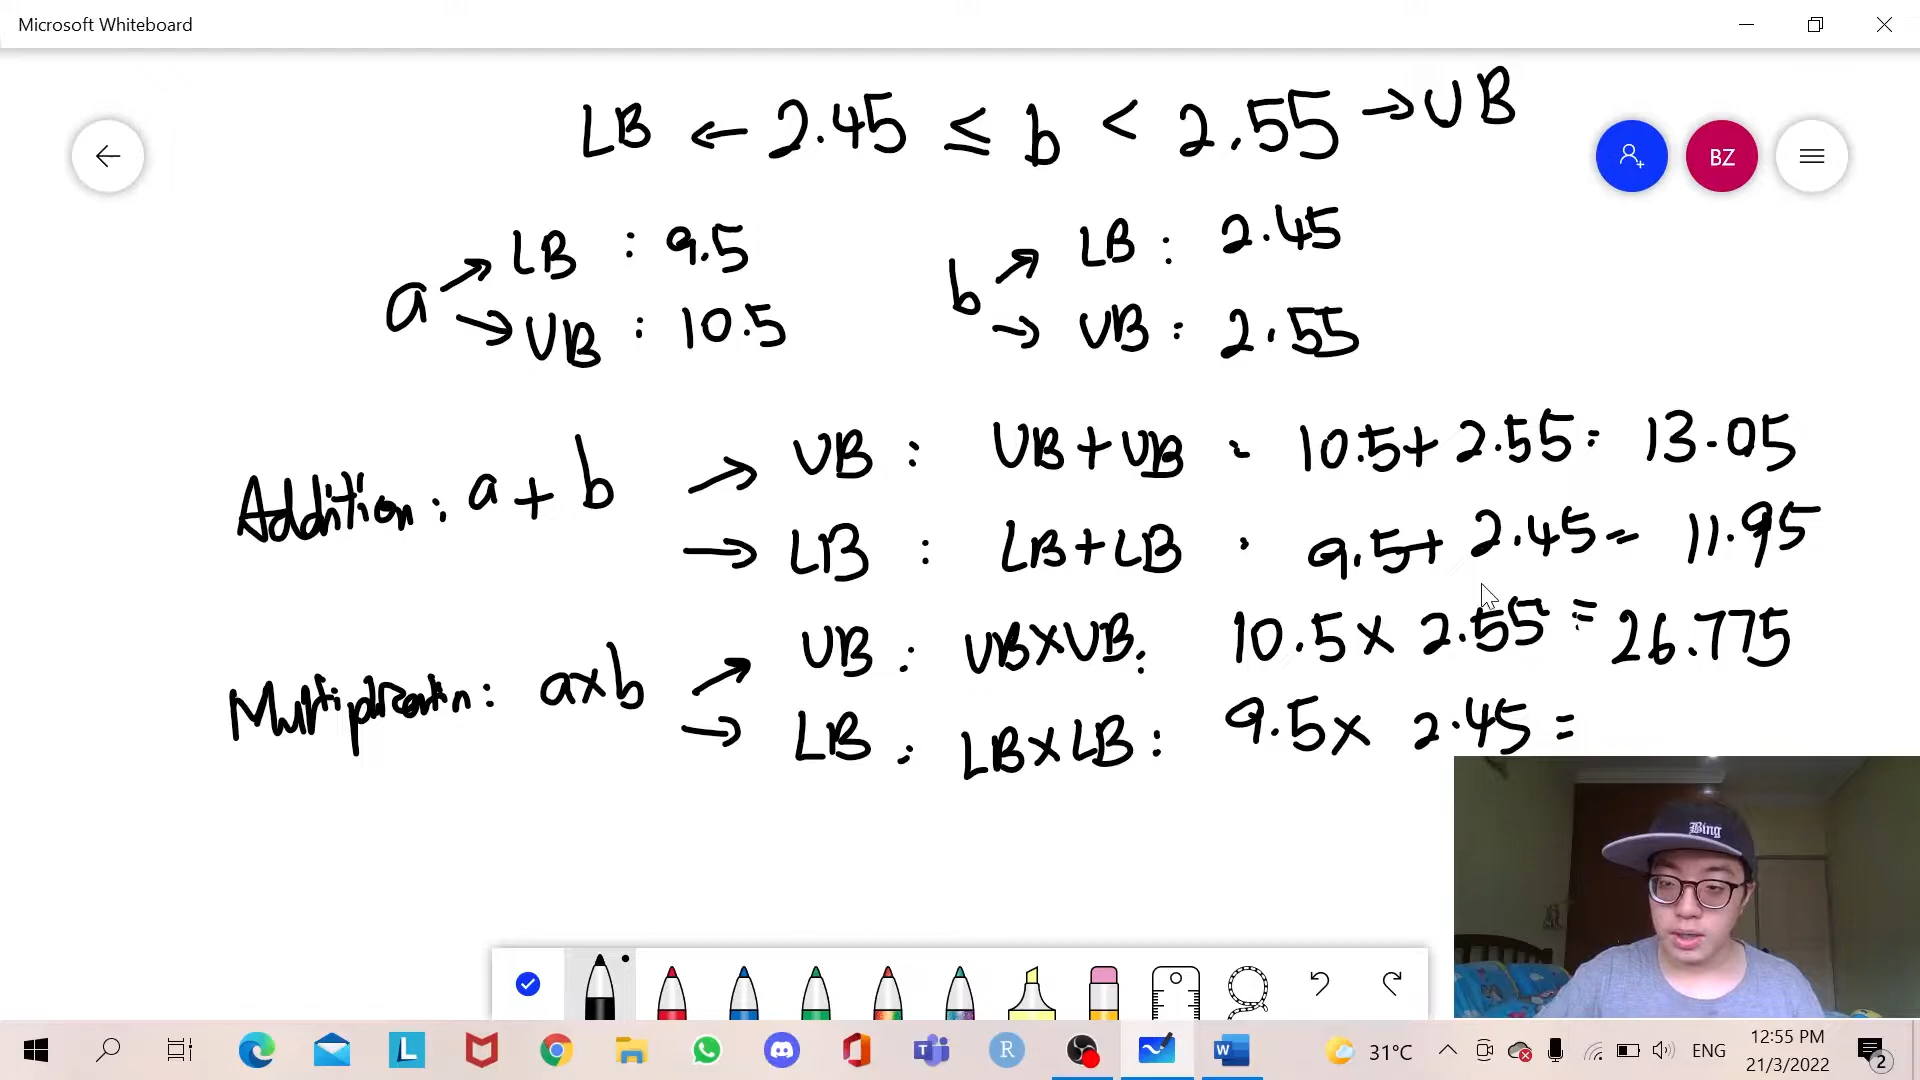 Microsoft Whiteboard
LB ← 2.45 ≤ b < 2.55 → UB
BZ
a → LB : 9.5
→ UB : 10.5
b → LB : 2.45
→ UB : 2.55
Addition : a + b → UB : UB + UB : 10.5 + 2.55 = 13.05
→ LB : LB + LB : 9.5 + 2.45 = 11.95
Multiplication : a x b → UB : UB x UB : 10.5 x 2.55 = 26.775
→ LB : LB x LB : 9.5 x 2.45 =
Bing
31°C
ENG
12:55 PM
21/3/2022
2